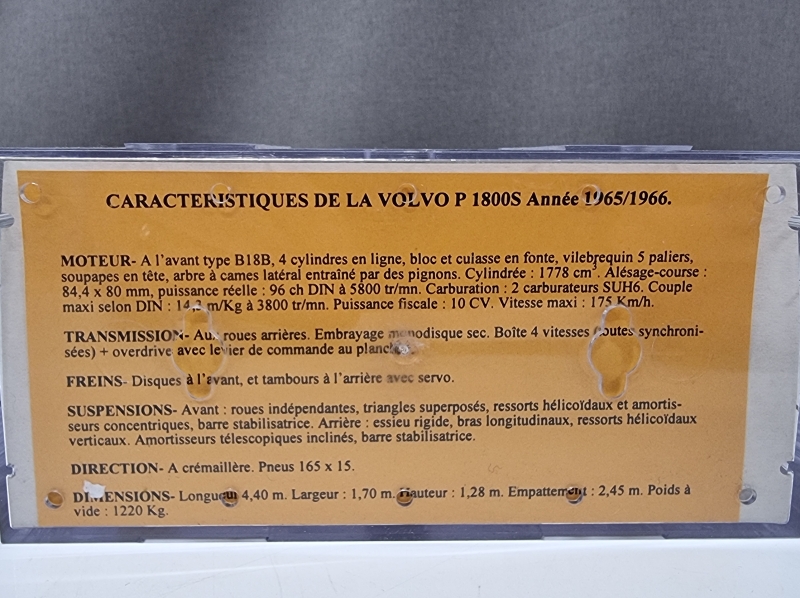 CARACTERISTIQUES DE LA VOLVO P 1800S Année 1965/1966.
MOTEUR- A l'avant type B18B, 4 cylindres en ligne, bloc et culasse en fonte, vilebrequin 5 paliers,
soupapes en tête, arbre à cames latéral entraîné par des pignons. Cylindrée : 1778 cm³. Alésage-course :
84,4 x 80 mm, puissance réelle : 96 ch DIN à 5800 tr/mn. Carburation : 2 carburateurs SUH6. Couple
maxi selon DIN : m/Kg à 3800 tr/mn. Puissance fiscale : 10 CV. Vitesse maxi : 175 Km/h.
TRANSMISSION- Aux roues arrières. Embrayage monodisque sec. Boîte 4 vitesses (toutes synchroni-
sées) + overdrive avec levier de commande au
FREINS- Disques à l'avant, et tambours à l'arrière avec servo.
SUSPENSIONS- Avant : roues indépendantes, triangles superposés, ressorts hélicoïdaux et amortis-
seurs concentriques, barre stabilisatrice. Arrière : essieu rigide, bras longitudinaux, ressorts hélicoïdaux
verticaux. Amortisseurs télescopiques inclinés, barre stabilisatrice.
DIRECTION- A crémaillère. Pneus 165 x 15.
DIMENSIONS- Longueur 4,40 m. Largeur : 1,70 m. Hauteur : 1,28 m. Empattement : 2,45 m. Poids à
vide : 1220 Kg.